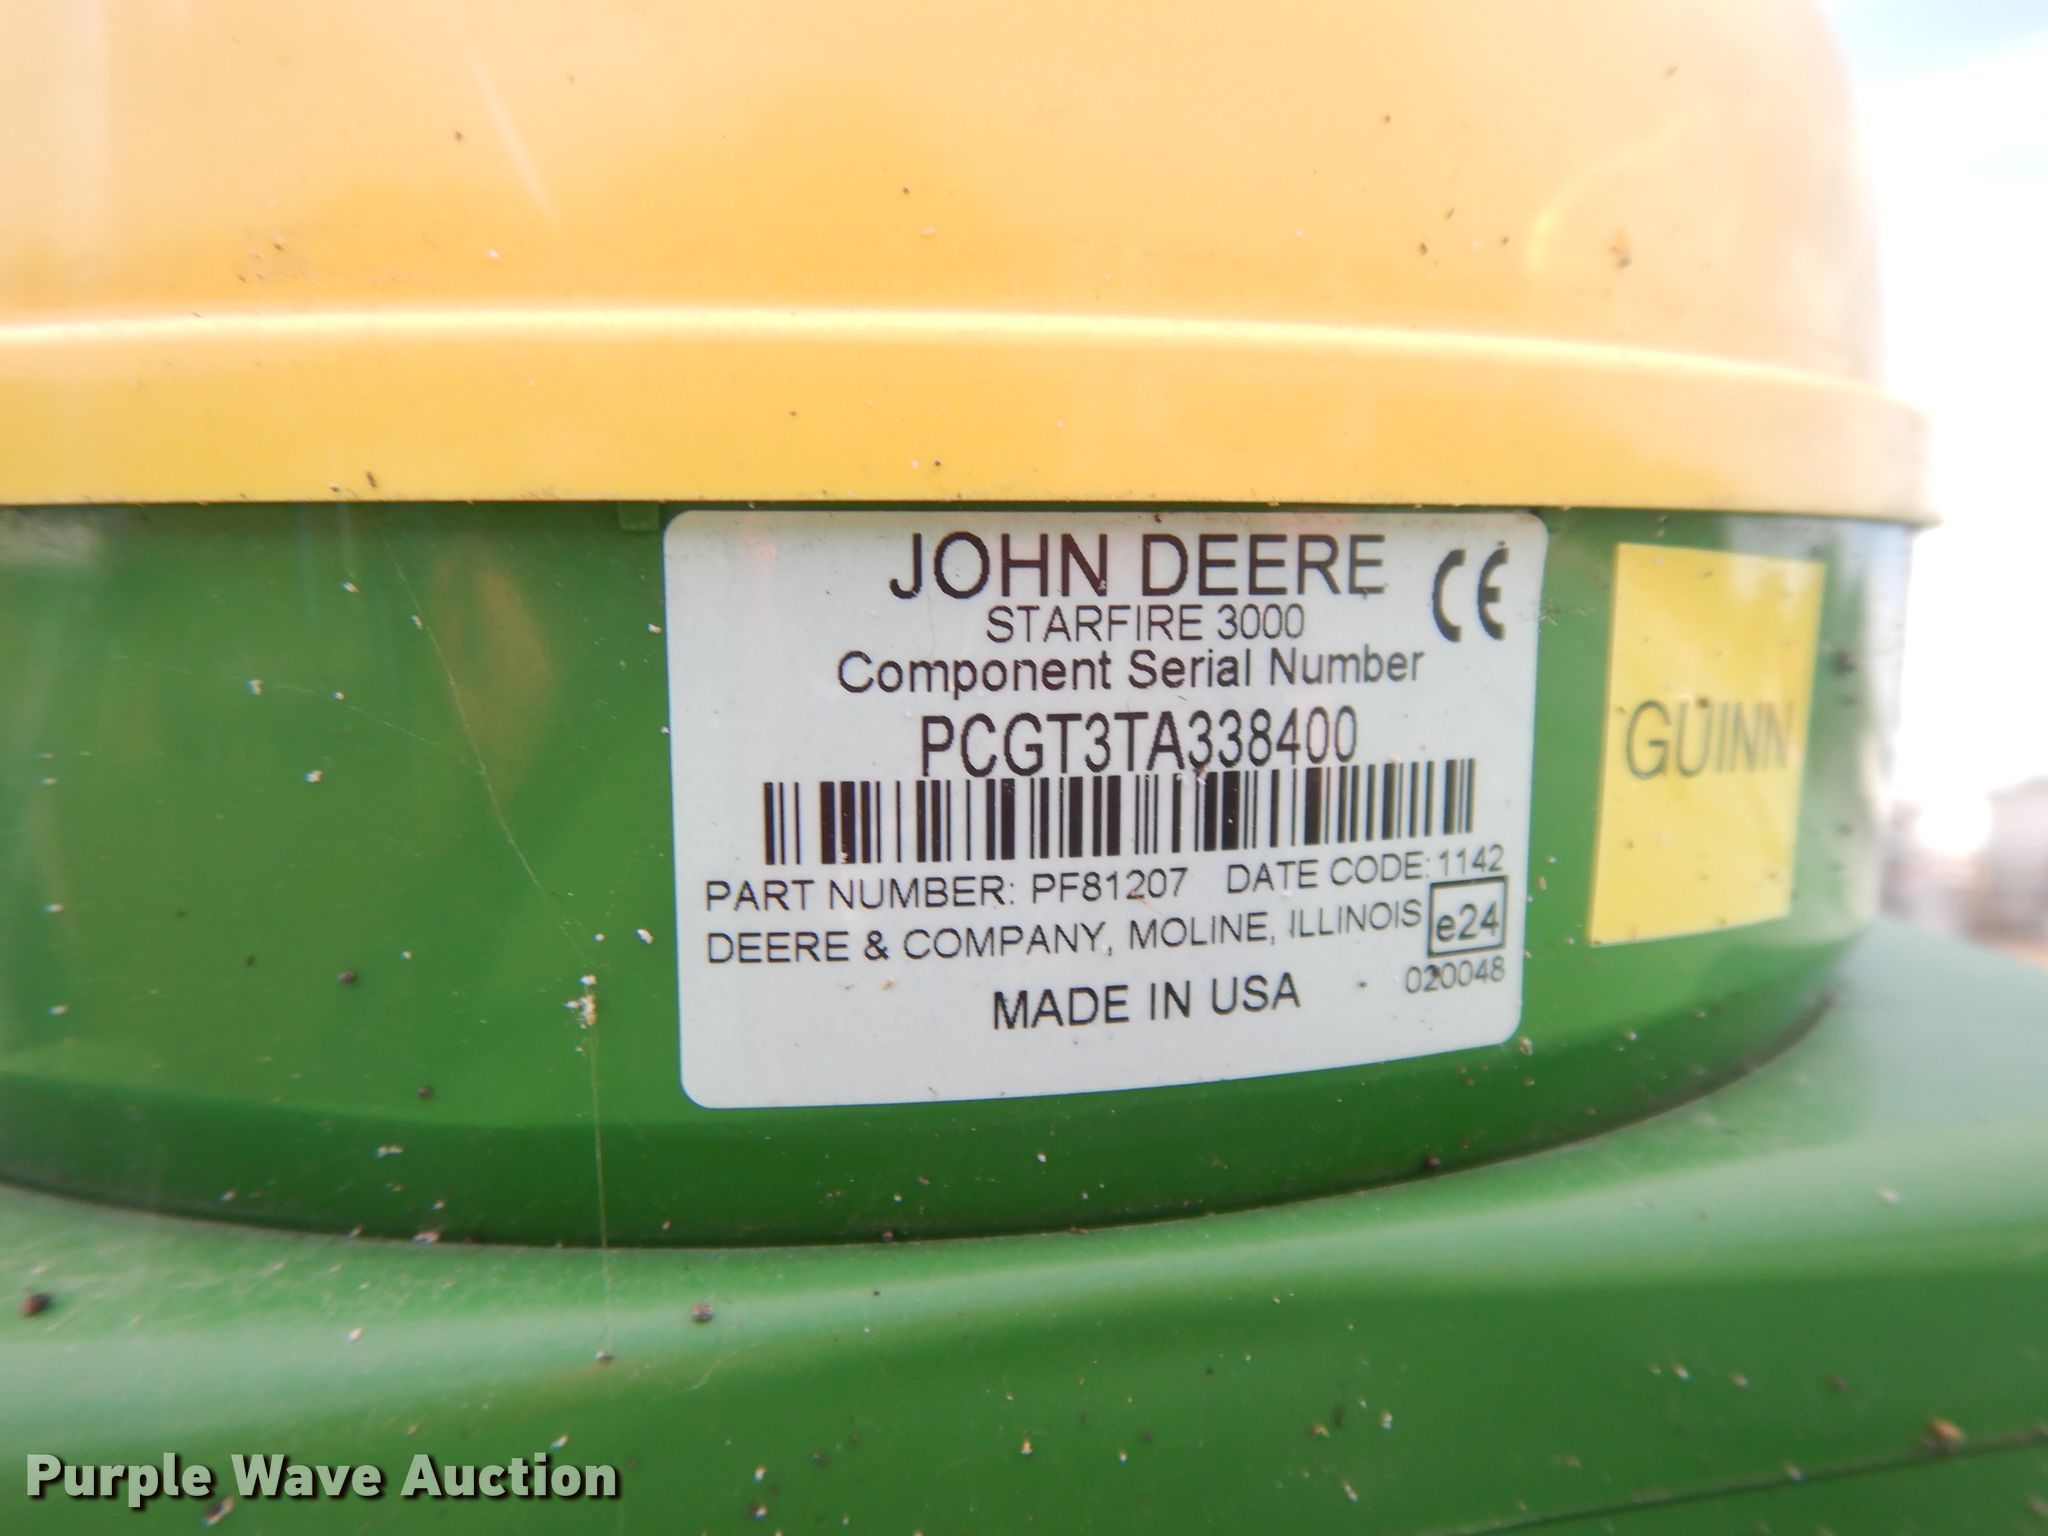 JOHN DEERE CE
STARFIRE 3000
Component Serial Number
PCGT3TA338400
PART NUMBER: PF81207 DATE CODE: 1142
DEERE & COMPANY, MOLINE, ILLINOIS e24
020048
MADE IN USA
GUINN
Purple Wave Auction